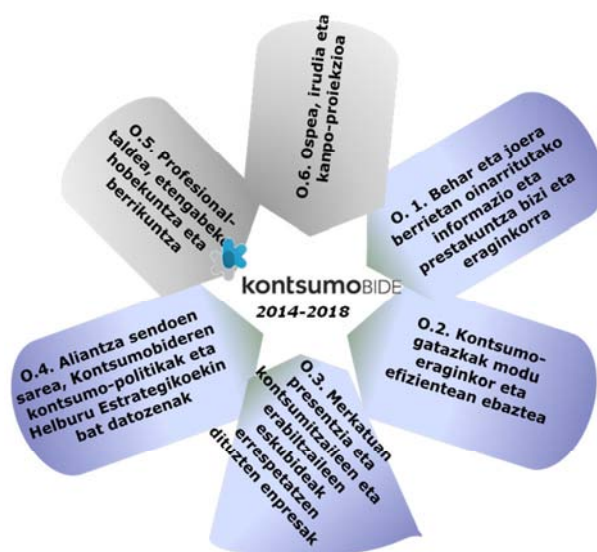 O.6. Ospea, irudia eta
kanpo-proiekzioa
O. 1. Behar eta joera
berrietan oinarritutako
informazio eta
prestakuntza bizi eta
eraginkorra
O.2. Kontsumo-
gatazkak modu
eraginkor eta
efizientean ebaztea
O.3. Merkatuan
presentzia eta
kontsumitzaileen eta
erabiltzaileen
eskubideak
errespetatzen
dituzten enpresak
O.4. Aliantza sendoen
sarea, Kontsumobideren
kontsumo-politikak eta
Helburu Estrategikoekin
bat datozenak
O.5. Profesional-
taldea, etengabeko
hobekuntza eta
berrikuntza
kontsumoBIDE
2014-2018